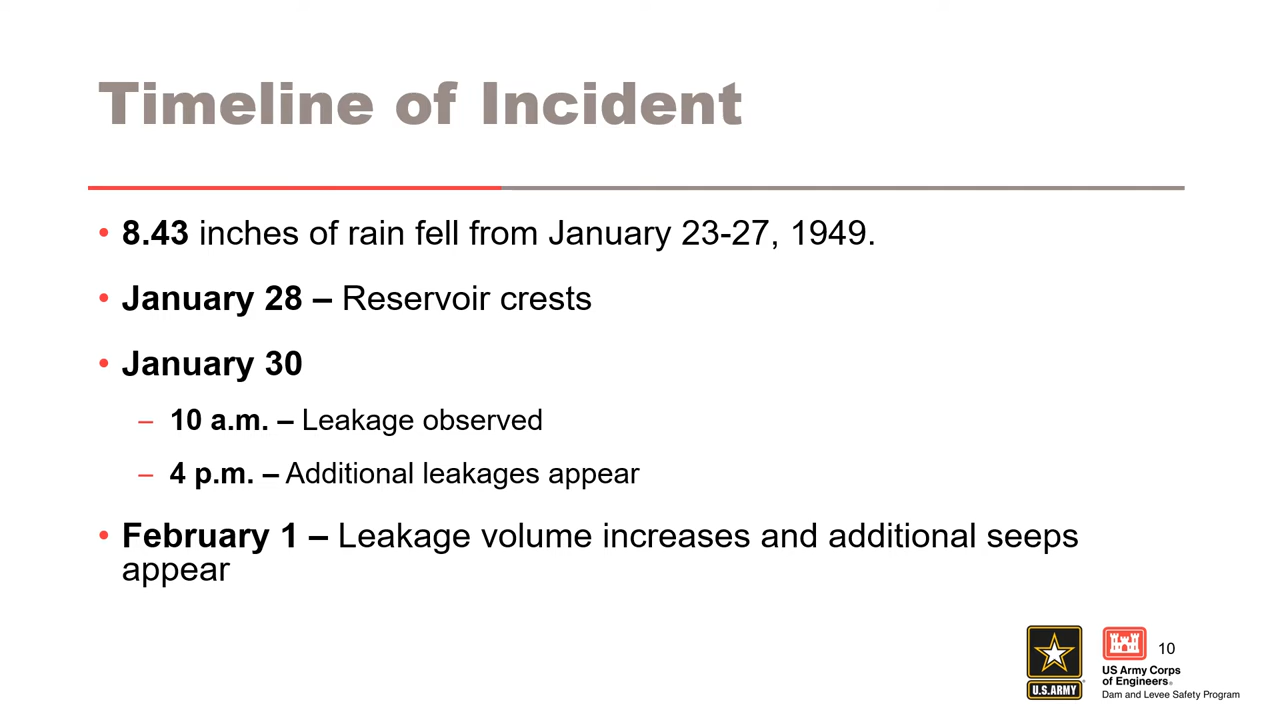 Timeline of Incident
• 8.43 inches of rain fell from January 23-27, 1949.
• January 28 – Reservoir crests
• January 30
– 10 a.m. – Leakage observed
– 4 p.m. – Additional leakages appear
• February 1 – Leakage volume increases and additional seeps
appear
10
U.S.ARMY
US Army Corps
of Engineers®
Dam and Levee Safety Program